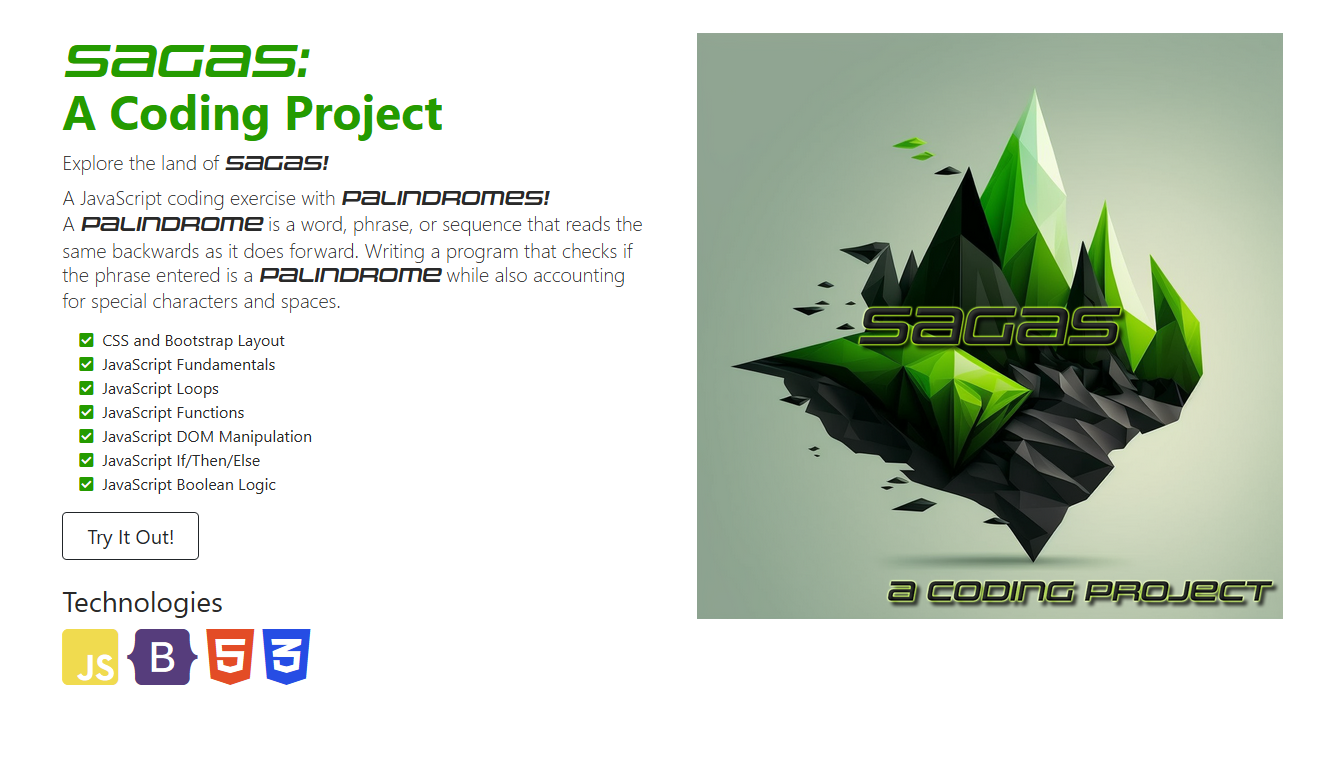 SAGAS:
A Coding Project
Explore the land of SAGAS!
A JavaScript coding exercise with PALINDROMES!
A PALINDROME is a word, phrase, or sequence that reads the
same backwards as it does forward. Writing a program that checks if
the phrase entered is a PALINDROME while also accounting
for special characters and spaces.
CSS and Bootstrap Layout
JavaScript Fundamentals
JavaScript Loops
JavaScript Functions
JavaScript DOM Manipulation
JavaScript If/Then/Else
JavaScript Boolean Logic
Try It Out!
Technologies
JS B 5 3
SAGAS
A CODING PROJECT